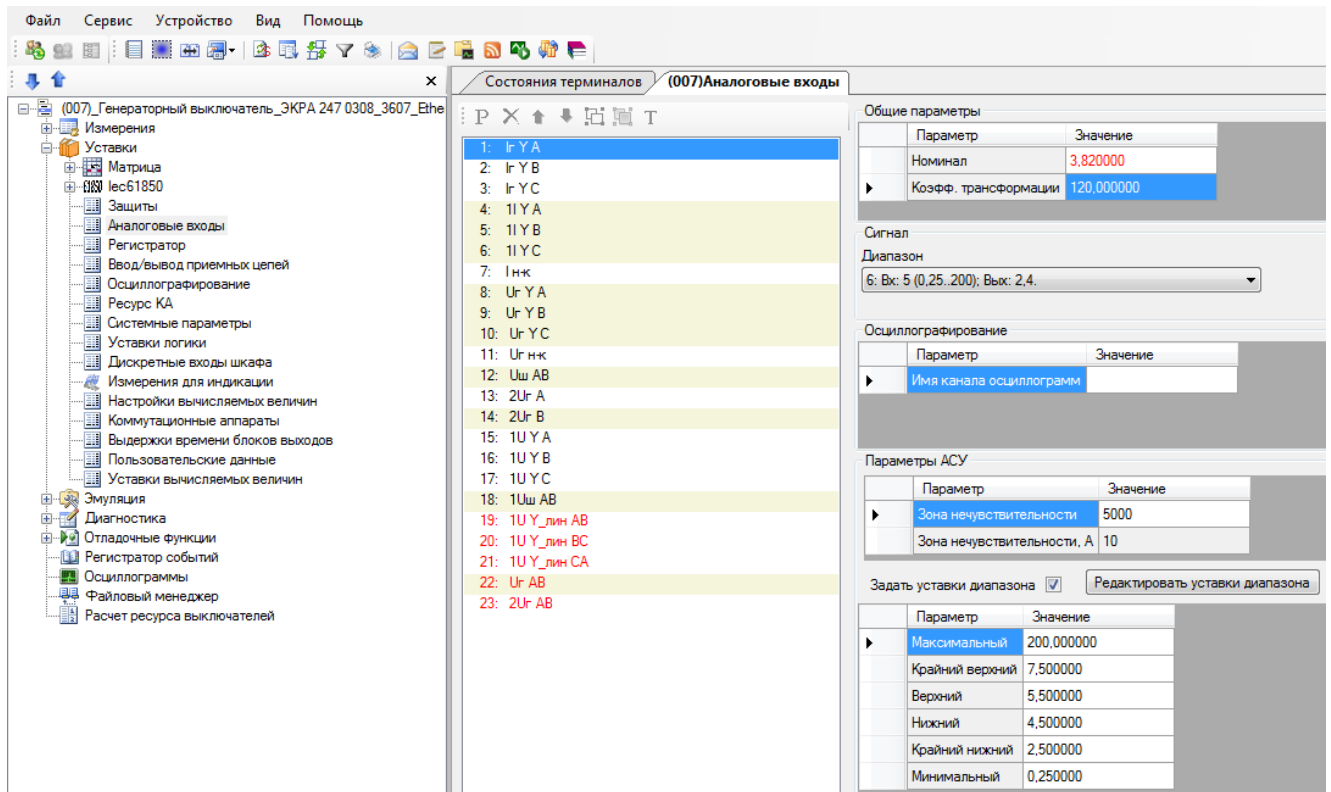 Файл Сервис Устройство Вид Помощь
(007)_Генераторный выключатель_ЭКРА 247 0308_3607_Ethe
Измерения
Уставки
Матрица
Iec61850
Защиты
Аналоговые входы
Регистратор
Ввод/вывод приемных цепей
Осциллографирование
Ресурс КА
Системные параметры
Уставки логики
Дискретные входы шкафа
Измерения для индикации
Настройки вычисляемых величин
Коммутационные аппараты
Выдержки времени блоков выходов
Пользовательские данные
Уставки вычисляемых величин
Эмуляция
Диагностика
Отладочные функции
Регистратор событий
Осциллограммы
Файловый менеджер
Расчет ресурса выключателей
Состояния терминалов (007)Аналоговые входы
P T
1: Iг Y A
2: Iг Y B
3: Iг Y C
4: 1I Y A
5: 1I Y B
6: 1I Y C
7: I н-к
8: Uг Y A
9: Uг Y B
10: Uг Y C
11: Uг н-к
12: Uш AB
13: 2Uг A
14: 2Uг B
15: 1U Y A
16: 1U Y B
17: 1U Y C
18: 1Uш AB
19: 1U Y_лин AB
20: 1U Y_лин BC
21: 1U Y_лин CA
22: Uг AB
23: 2Uг AB
Общие параметры
Параметр Значение
Номинал 3,820000
Коэфф. трансформации 120,000000
Сигнал
Диапазон
6: Вх: 5 (0,25..200); Вых: 2,4.
Осциллографирование
Параметр Значение
Имя канала осциллограмм
Параметры АСУ
Параметр Значение
Зона нечувствительности 5000
Зона нечувствительности, А 10
Задать уставки диапазона Редактировать уставки диапазона
Параметр Значение
Максимальный 200,000000
Крайний верхний 7,500000
Верхний 5,500000
Нижний 4,500000
Крайний нижний 2,500000
Минимальный 0,250000